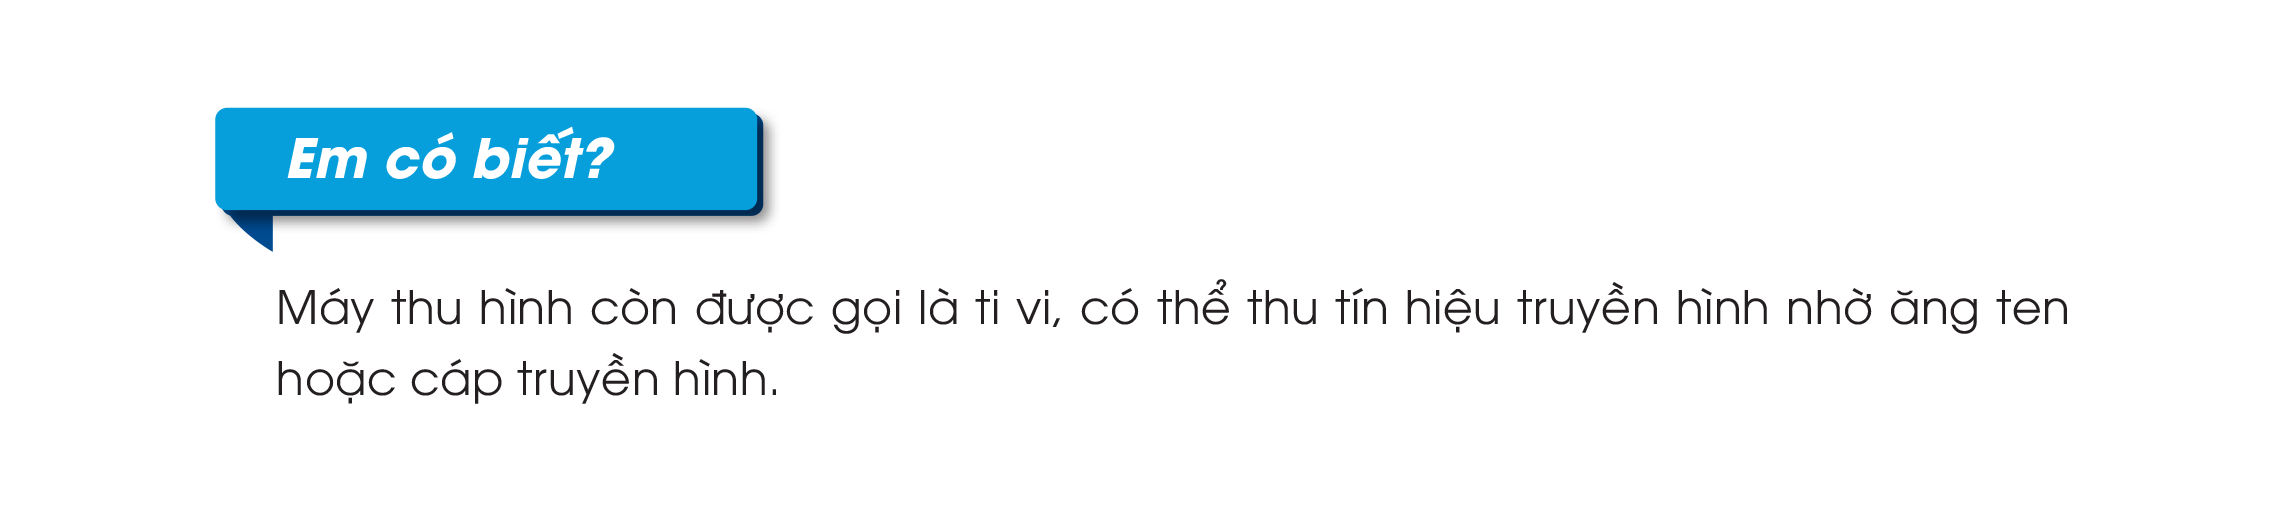 Em có biết?
Máy thu hình còn được gọi là ti vi, có thể thu tín hiệu truyền hình nhờ ăng ten
hoặc cáp truyền hình.